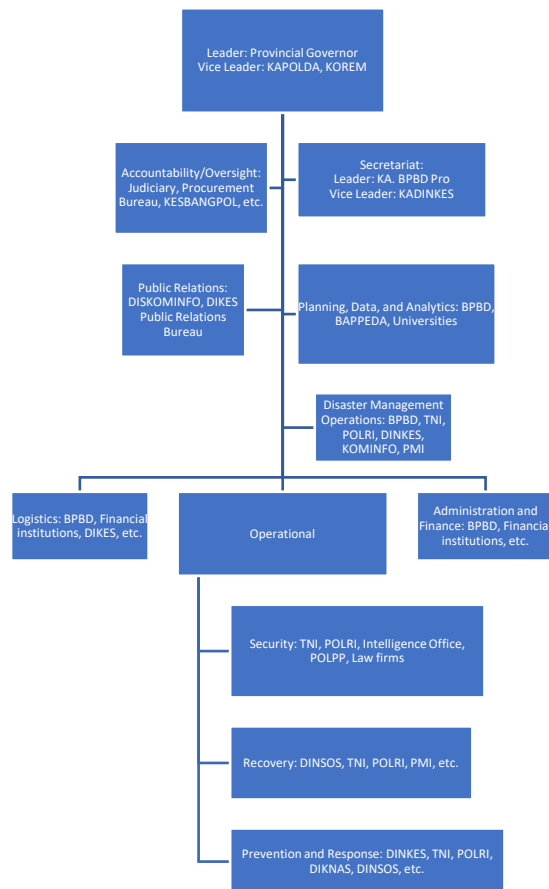 Leader: Provincial Governor
Vice Leader: KAPOLDA, KOREM
Accountability/Oversight:
Judiciary, Procurement
Bureau, KESBANGPOL, etc.
Secretariat:
Leader: KA. BPBD Pro
Vice Leader: KADINKES
Public Relations:
DISKOMINFO, DIKES
Public Relations
Bureau
Planning, Data, and Analytics: BPBD,
BAPPEDA, Universities
Disaster Management
Operations: BPBD, TNI,
POLRI, DINKES,
KOMINFO, PMI
Logistics: BPBD, Financial
institutions, DIKES, etc.
Operational
Administration and
Finance: BPBD, Financial
institutions, etc.
Security: TNI, POLRI, Intelligence Office,
POLPP, Law firms
Recovery: DINSOS, TNI, POLRI, PMI, etc.
Prevention and Response: DINKES, TNI, POLRI,
DIKNAS, DINSOS, etc.